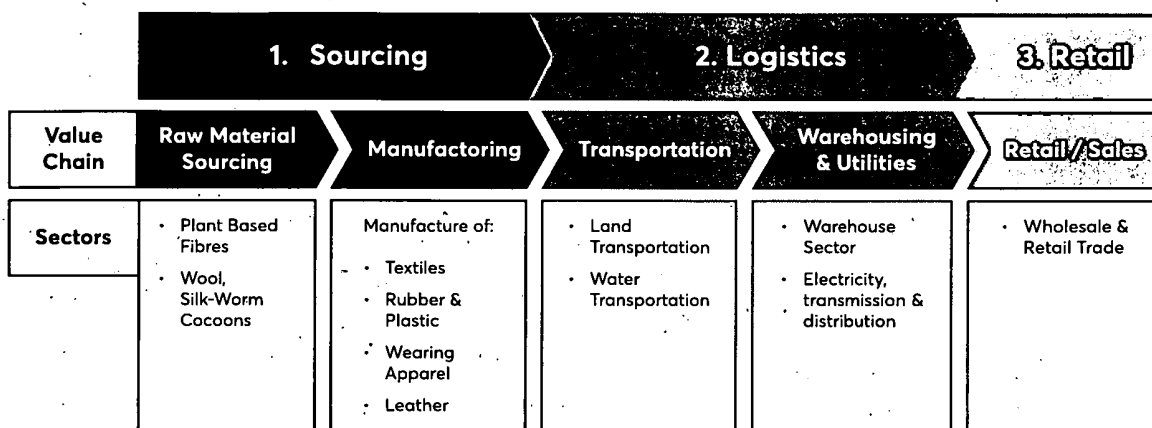 1. Sourcing
2. Logistics
3. Retail
Value
Chain
Raw Material
Sourcing
Manufactoring
Transportation
Warehousing
& Utilities
Retail / Sales
Sectors
• Plant Based
Fibres
• Wool,
Silk-Worm
Cocoons
Manufacture of:
• Textiles
• Rubber &
Plastic
• Wearing
Apparel
• Leather
• Land
Transportation
• Water
Transportation
• Warehouse
Sector
• Electricity,
transmission &
distribution
• Wholesale &
Retail Trade